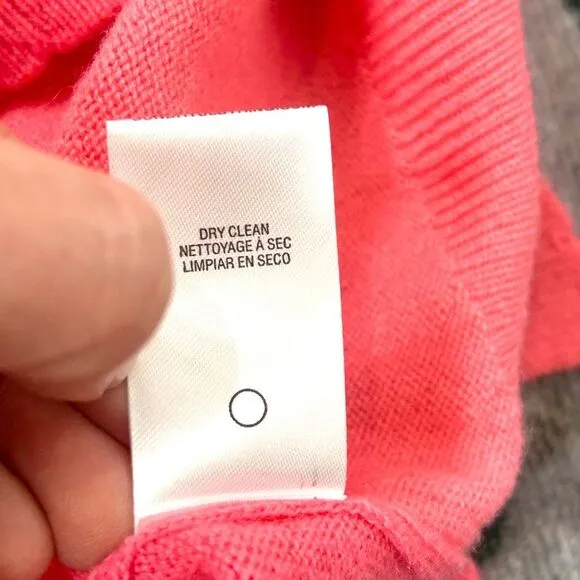 DRY CLEAN
NETTOYAGE À SEC
LIMPIAR EN SECO